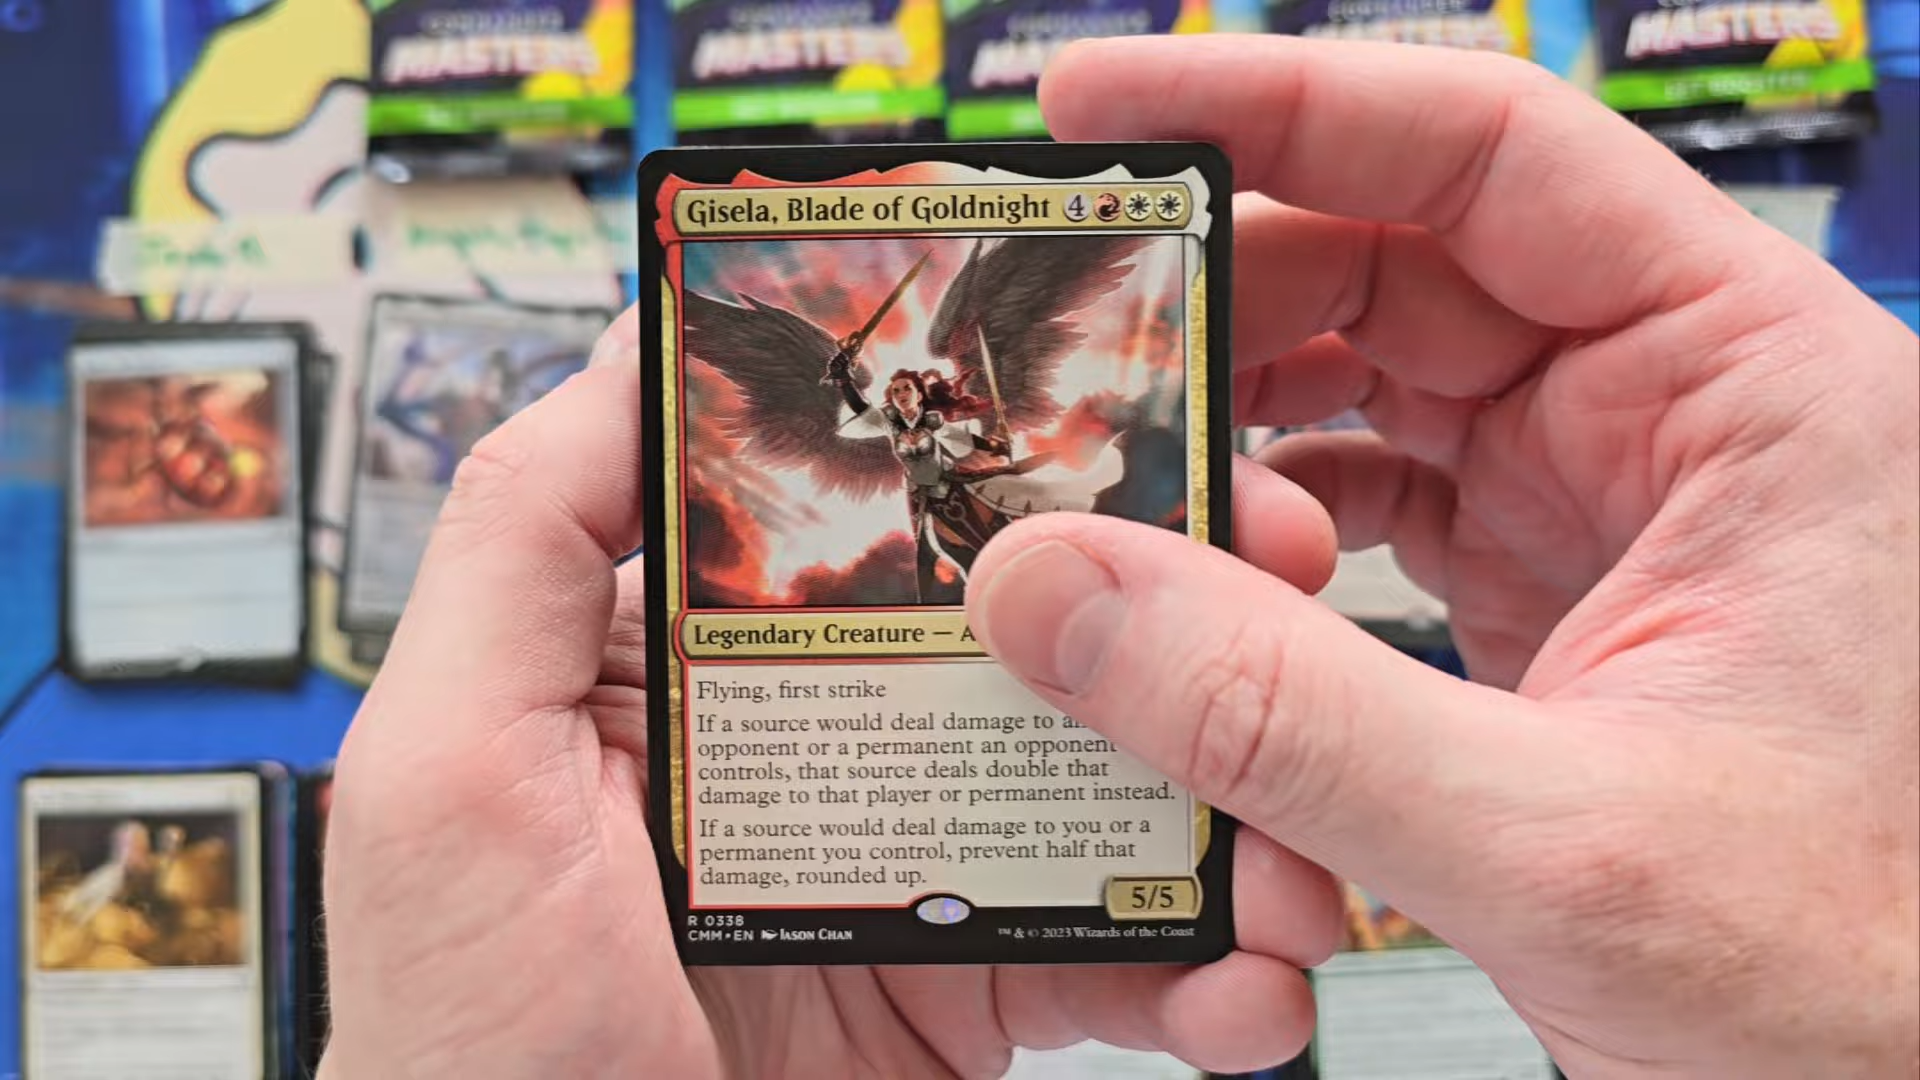 MASTERS
MASTERS
MASTERS
Gisela, Blade of Goldnight 4
Legendary Creature —
Flying, first strike
If a source would deal damage to
opponent or a permanent an opponent
controls, that source deals double that
damage to that player or permanent instead.
If a source would deal damage to you or a
permanent you control, prevent half that
damage, rounded up.
5/5
R 0338
CMM • EN Jason Chan
™ & © 2023 Wizards of the Coast